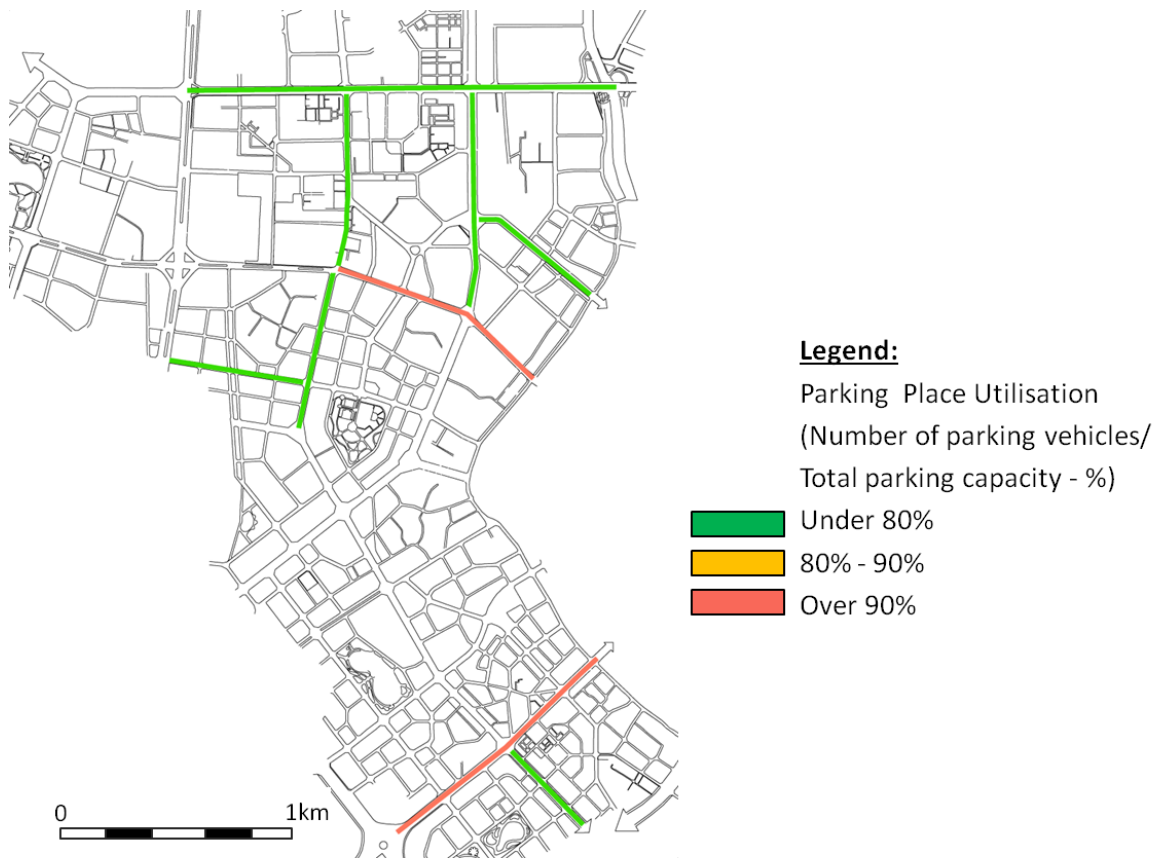 Legend:
Parking Place Utilisation
(Number of parking vehicles/
Total parking capacity - %)
Under 80%
80% - 90%
Over 90%
0 1km